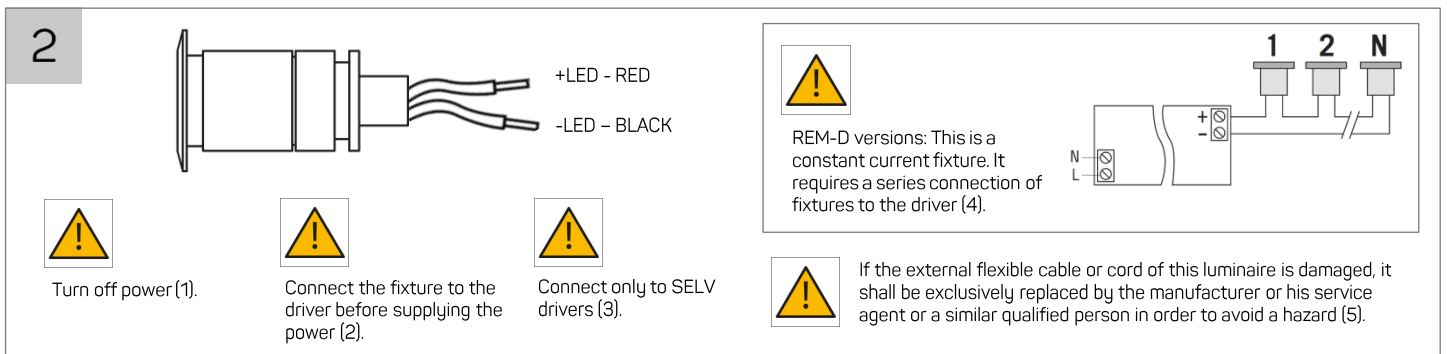 2
+LED - RED
-LED – BLACK
Turn off power (1).
Connect the fixture to the
driver before supplying the
power (2).
Connect only to SELV
drivers (3).
REM-D versions: This is a
constant current fixture. It
requires a series connection of
fixtures to the driver (4).
1 2 N
+
-
N
L
If the external flexible cable or cord of this luminaire is damaged, it
shall be exclusively replaced by the manufacturer or his service
agent or a similar qualified person in order to avoid a hazard (5).